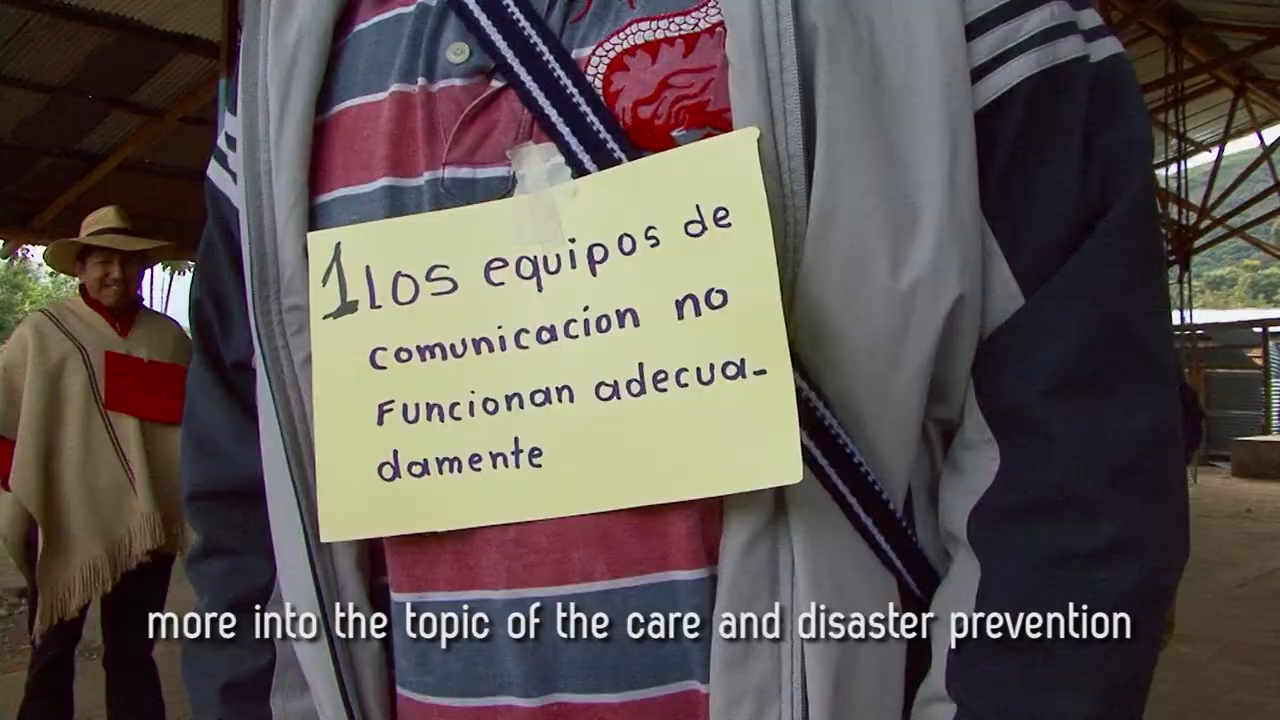 1 los equipos de
comunicacion no
Funcionan adecua-
damente
more into the topic of the care and disaster prevention